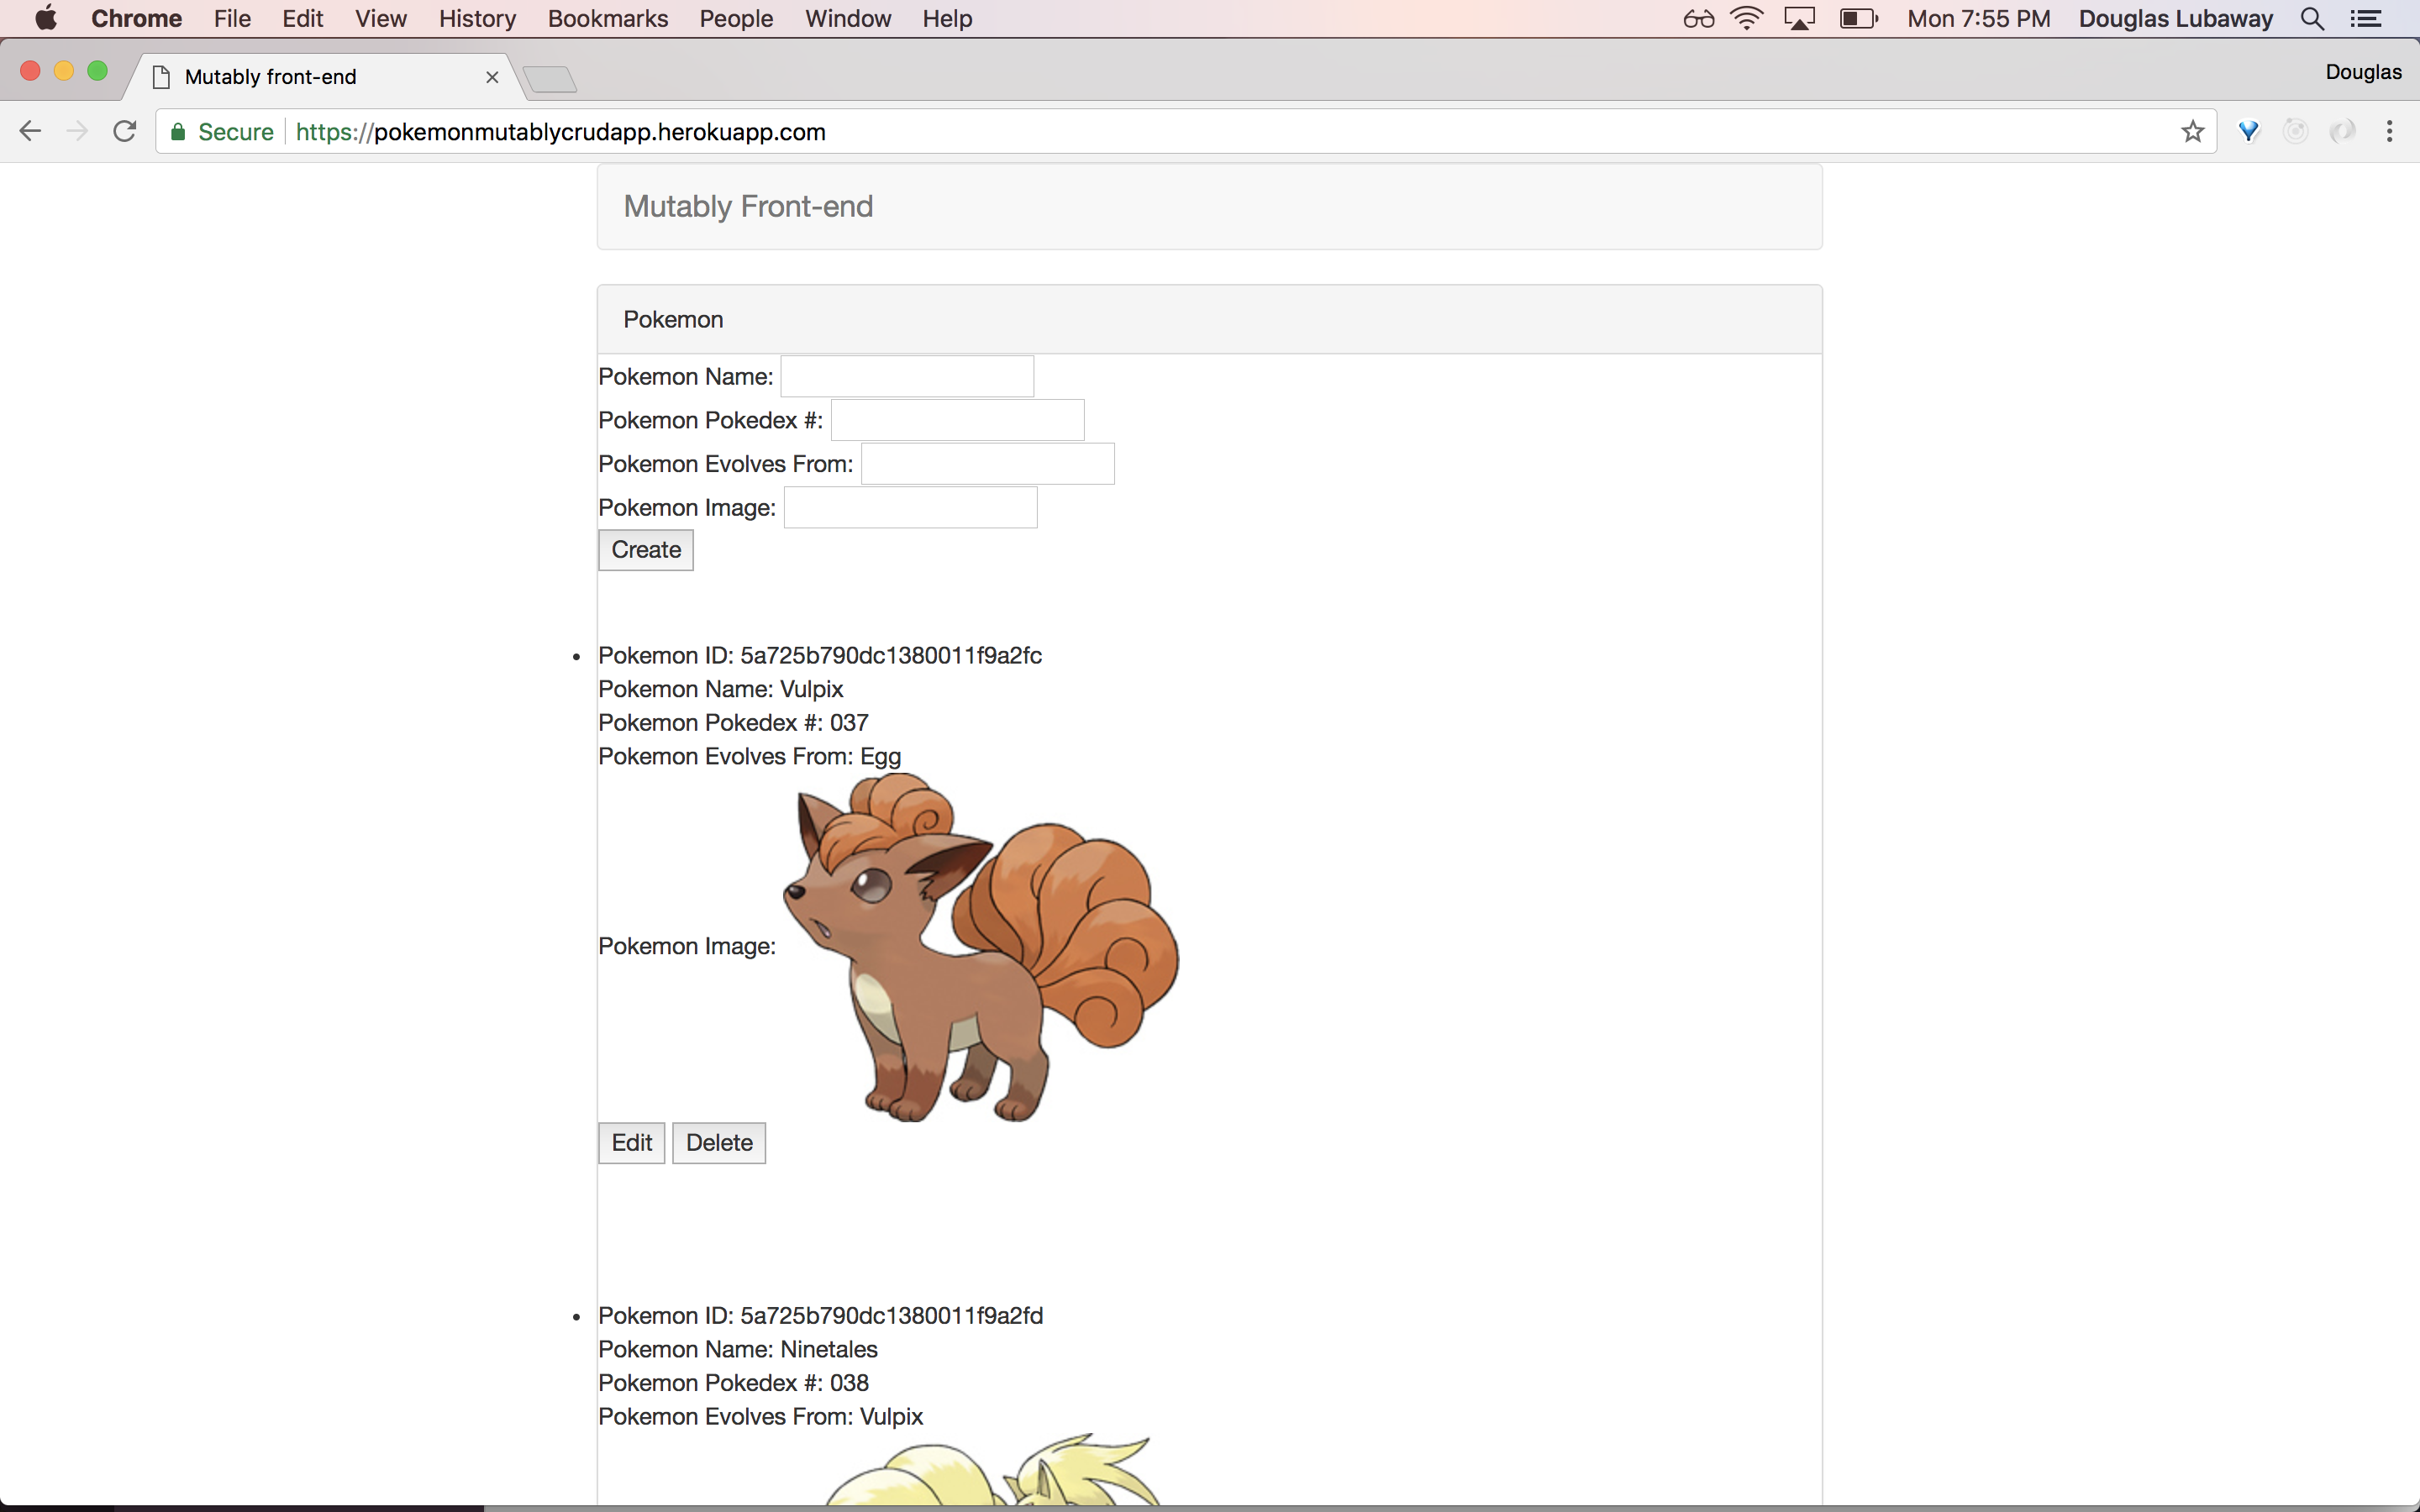 Chrome File Edit View History Bookmarks People Window Help Mon 7:55 PM Douglas Lubaway
Mutably front-end Douglas
Secure https://pokemonmutablycrudapp.herokuapp.com
Mutably Front-end
Pokemon
Pokemon Name:
Pokemon Pokedex #:
Pokemon Evolves From:
Pokemon Image:
Create
Pokemon ID: 5a725b790dc1380011f9a2fc
Pokemon Name: Vulpix
Pokemon Pokedex #: 037
Pokemon Evolves From: Egg
Pokemon Image:
Edit Delete
Pokemon ID: 5a725b790dc1380011f9a2fd
Pokemon Name: Ninetales
Pokemon Pokedex #: 038
Pokemon Evolves From: Vulpix